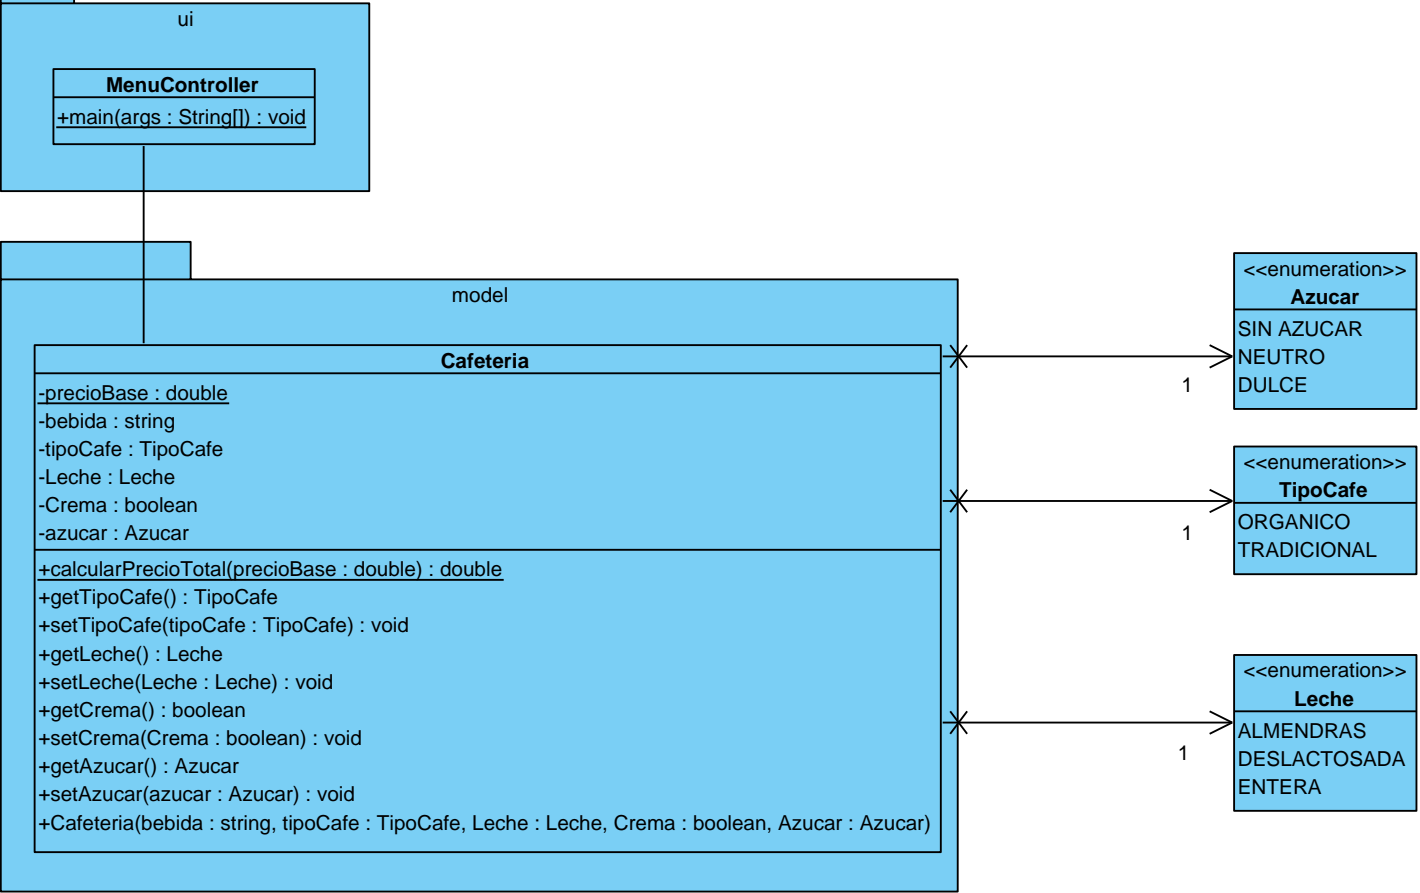 ui
MenuController
+main(args : String[]) : void
model
Cafeteria
-precioBase : double
-bebida : string
-tipoCafe : TipoCafe
-Leche : Leche
-Crema : boolean
-azucar : Azucar
+calcularPrecioTotal(precioBase : double) : double
+getTipoCafe() : TipoCafe
+setTipoCafe(tipoCafe : TipoCafe) : void
+getLeche() : Leche
+setLeche(Leche : Leche) : void
+getCrema() : boolean
+setCrema(Crema : boolean) : void
+getAzucar() : Azucar
+setAzucar(azucar : Azucar) : void
+Cafeteria(bebida : string, tipoCafe : TipoCafe, Leche : Leche, Crema : boolean, Azucar : Azucar)
1
<<enumeration>>
Azucar
SIN AZUCAR
NEUTRO
DULCE
1
<<enumeration>>
TipoCafe
ORGANICO
TRADICIONAL
1
<<enumeration>>
Leche
ALMENDRAS
DESLACTOSADA
ENTERA